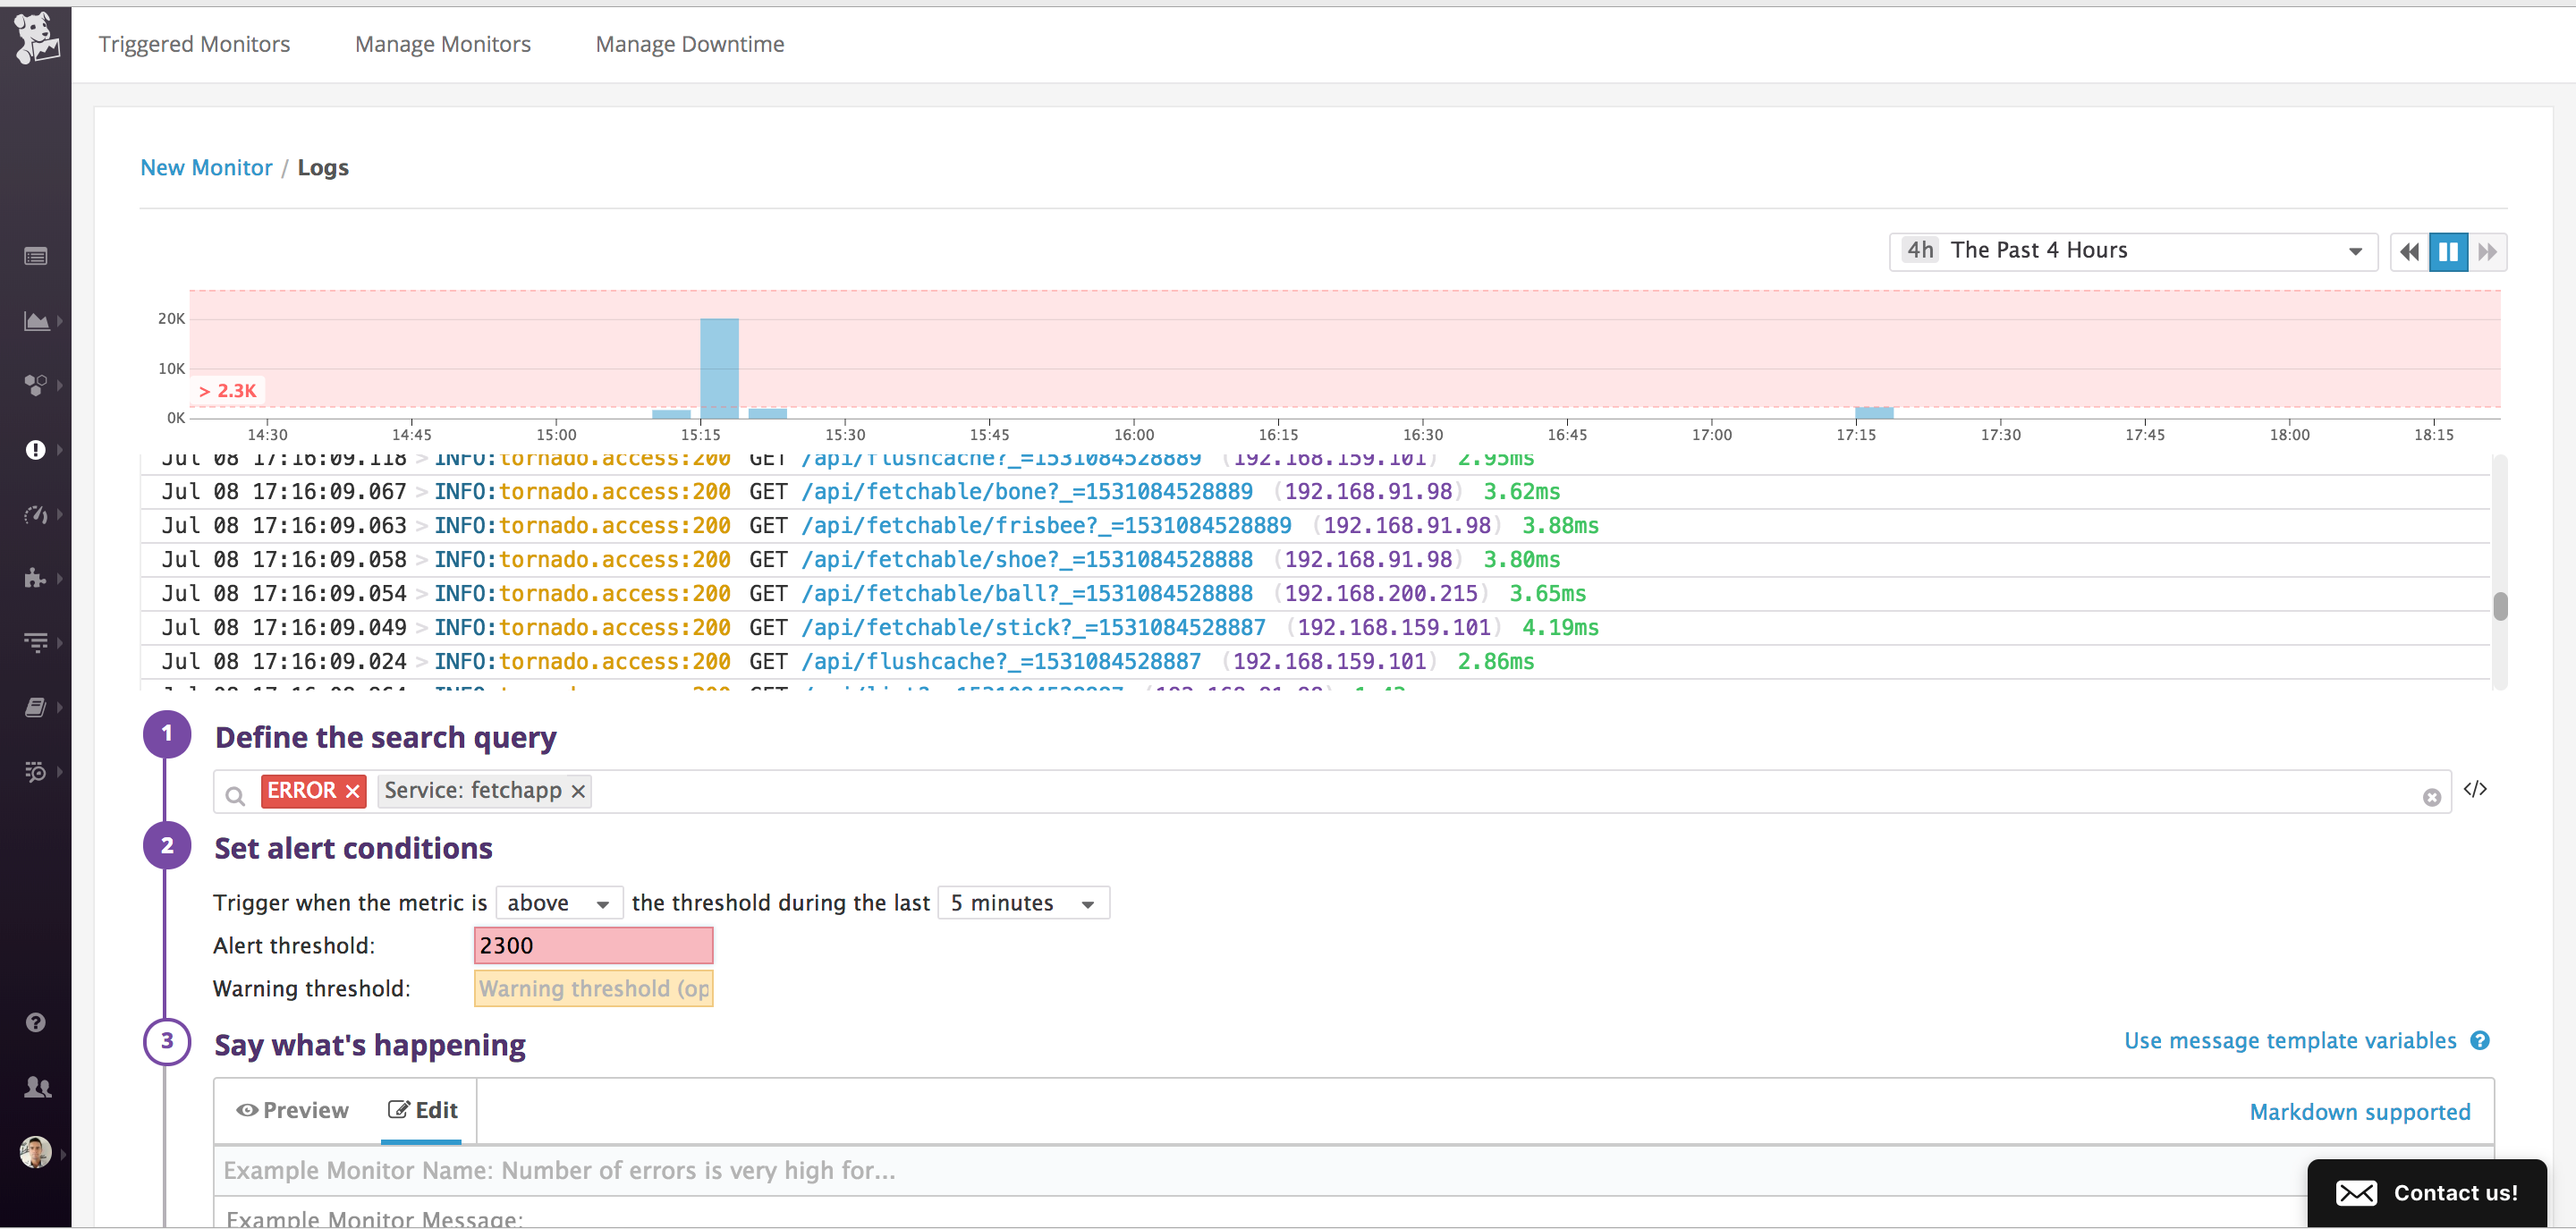 Triggered Monitors Manage Monitors Manage Downtime
New Monitor / Logs
4h The Past 4 Hours
20K
10K
> 2.3K
0K
14:30 14:45 15:00 15:15 15:30 15:45 16:00 16:15 16:30 16:45 17:00 17:15 17:30 17:45 18:00 18:15
Jul 08 17:16:09.118 > INFO:tornado.access:200 GET /api/flushcache?_=1531084528889 (192.168.159.101) 2.95ms
Jul 08 17:16:09.067 > INFO:tornado.access:200 GET /api/fetchable/bone?_=1531084528889 (192.168.91.98) 3.62ms
Jul 08 17:16:09.063 > INFO:tornado.access:200 GET /api/fetchable/frisbee?_=1531084528889 (192.168.91.98) 3.88ms
Jul 08 17:16:09.058 > INFO:tornado.access:200 GET /api/fetchable/shoe?_=1531084528888 (192.168.91.98) 3.80ms
Jul 08 17:16:09.054 > INFO:tornado.access:200 GET /api/fetchable/ball?_=1531084528888 (192.168.200.215) 3.65ms
Jul 08 17:16:09.049 > INFO:tornado.access:200 GET /api/fetchable/stick?_=1531084528887 (192.168.159.101) 4.19ms
Jul 08 17:16:09.024 > INFO:tornado.access:200 GET /api/flushcache?_=1531084528887 (192.168.159.101) 2.86ms
1 Define the search query
ERROR × Service: fetchapp × </>
2 Set alert conditions
Trigger when the metric is above the threshold during the last 5 minutes
Alert threshold: 2300
Warning threshold: Warning threshold (op
3 Say what's happening Use message template variables ?
Preview Edit Markdown supported
Example Monitor Name: Number of errors is very high for...
Example Monitor Message:
Contact us!